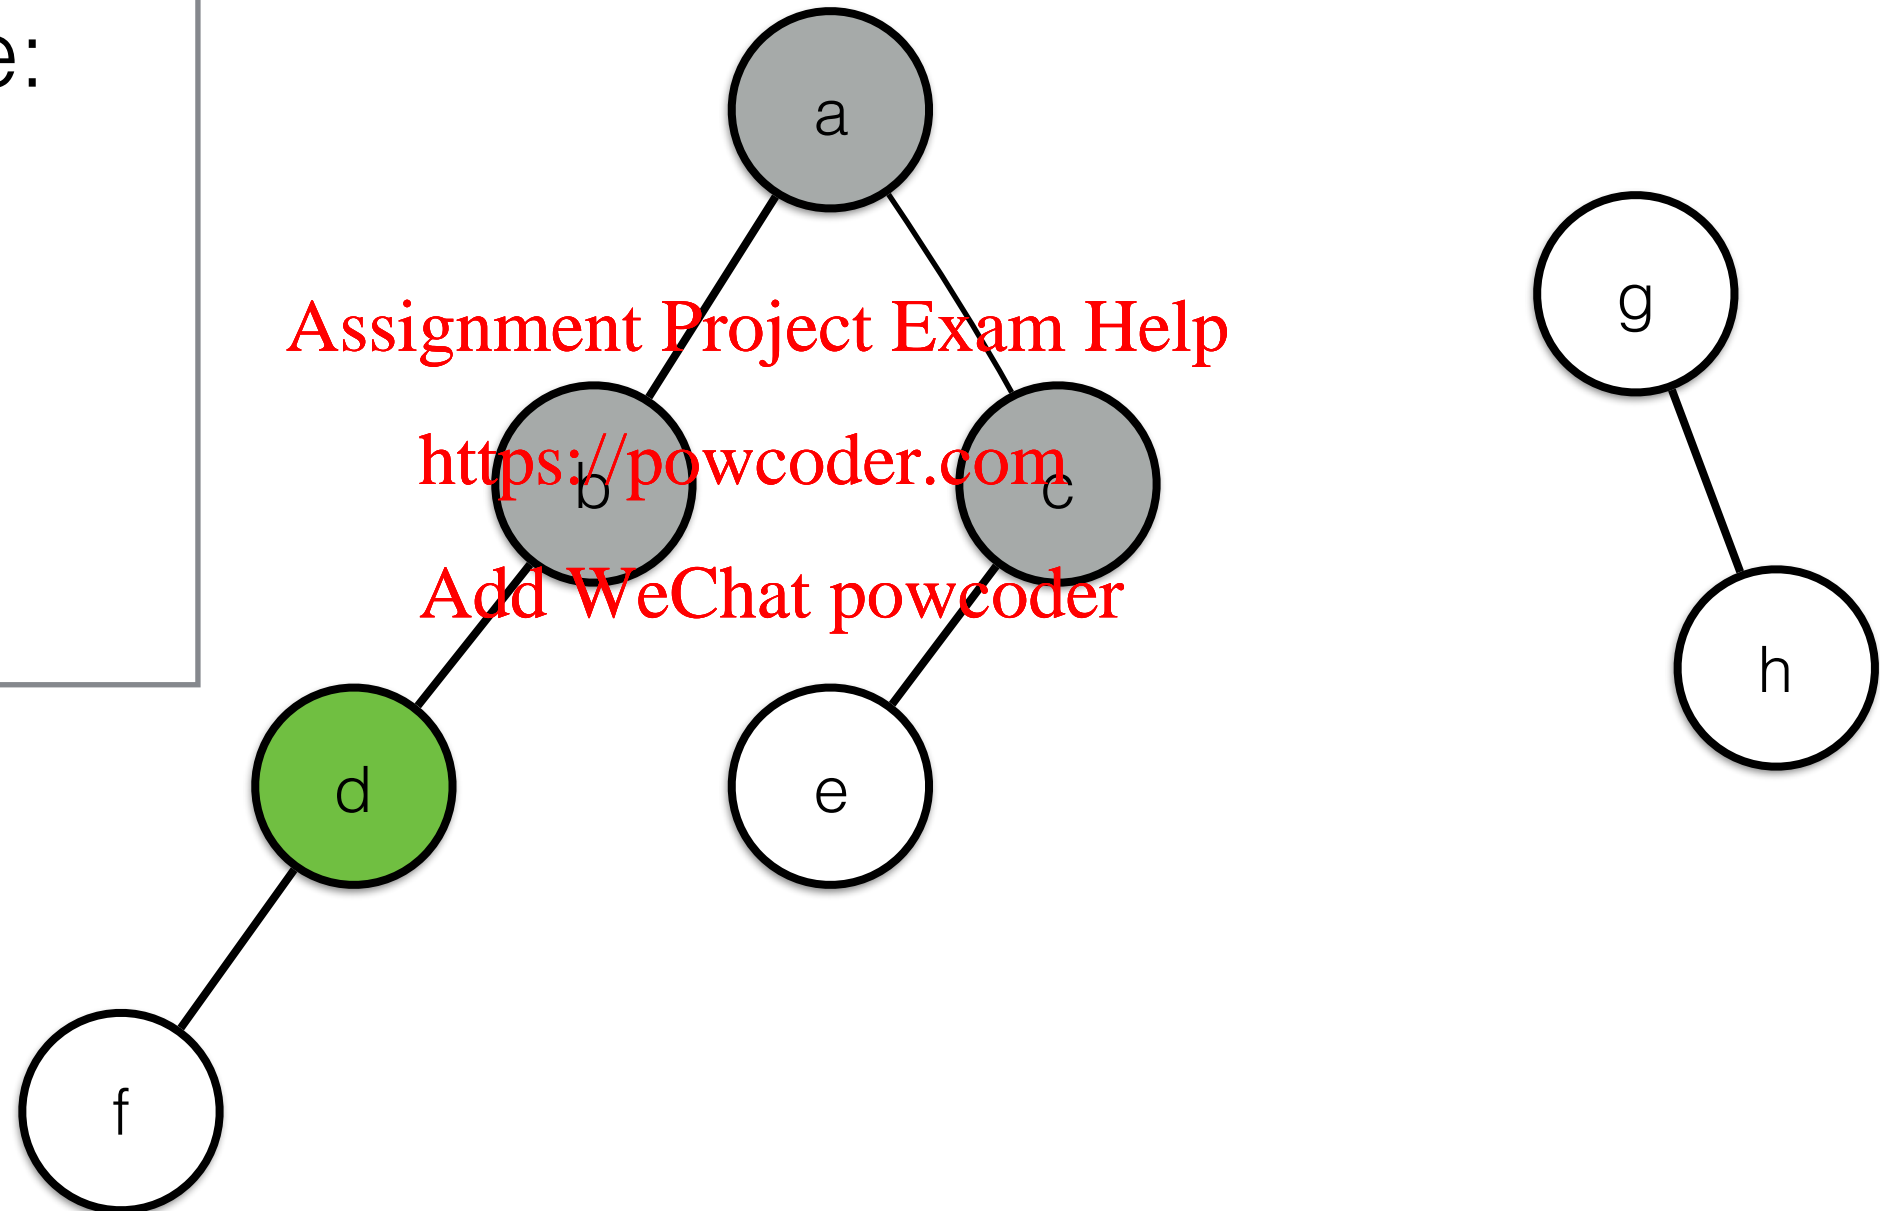 e:
a
g
Assignment Project Exam Help
https://powcoder.com
b
c
Add WeChat powcoder
h
d
e
f